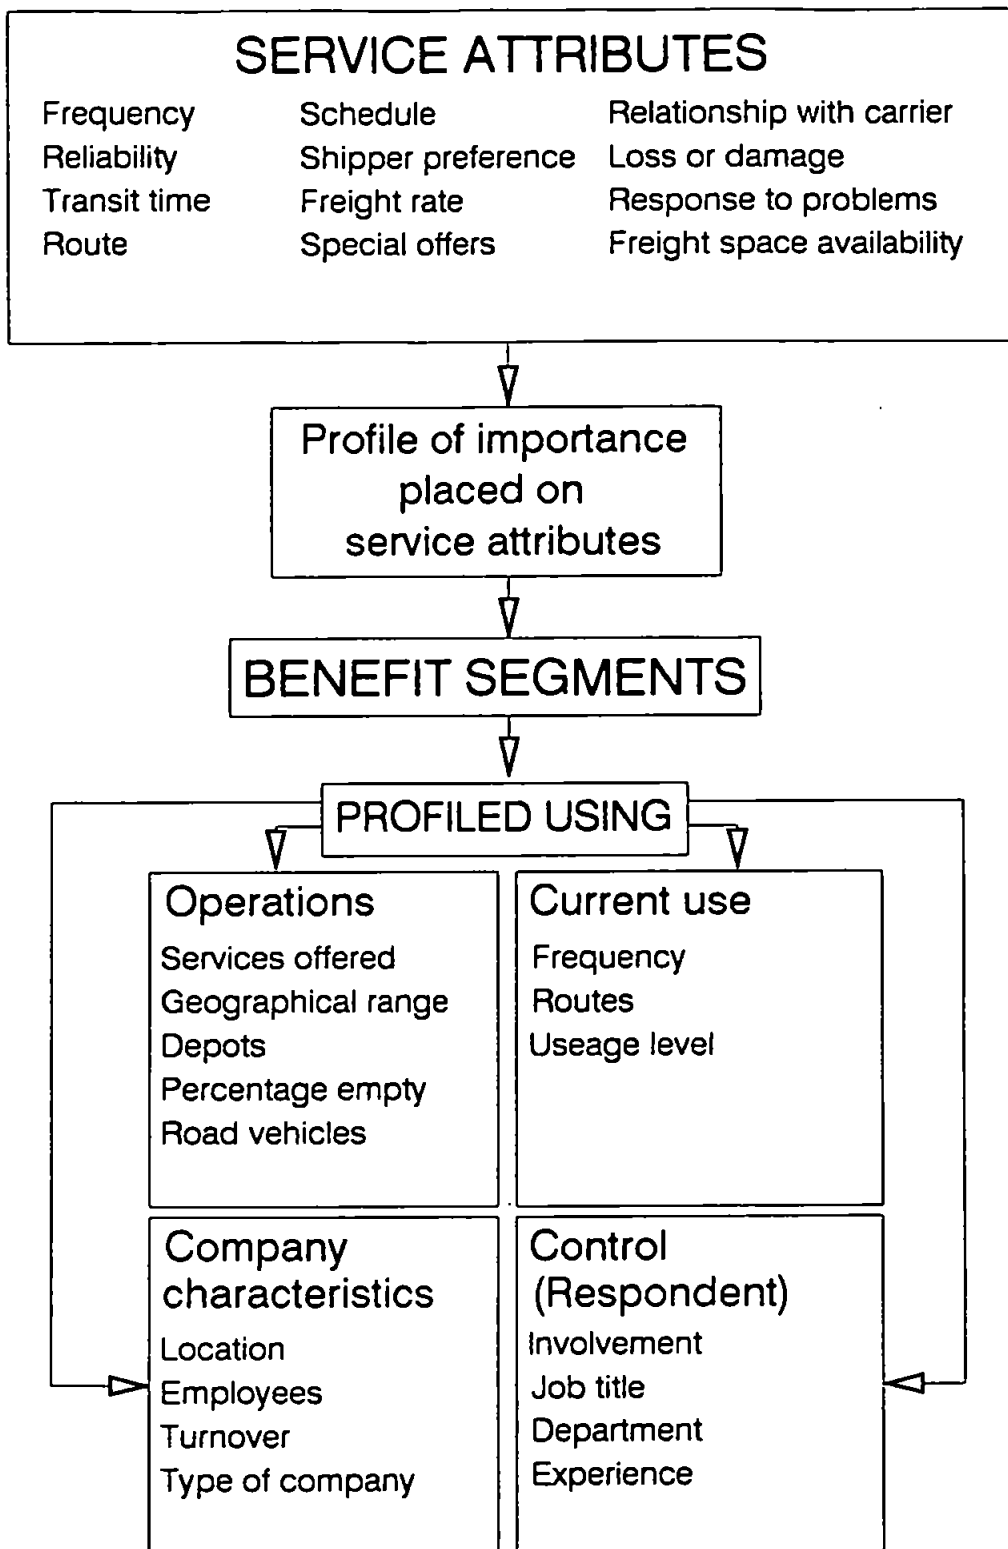 SERVICE ATTRIBUTES
Frequency Schedule Relationship with carrier
Reliability Shipper preference Loss or damage
Transit time Freight rate Response to problems
Route Special offers Freight space availability
Profile of importance
placed on
service attributes
BENEFIT SEGMENTS
PROFILED USING
Operations
Services offered
Geographical range
Depots
Percentage empty
Road vehicles
Current use
Frequency
Routes
Useage level
Company
characteristics
Location
Employees
Turnover
Type of company
Control
(Respondent)
Involvement
Job title
Department
Experience